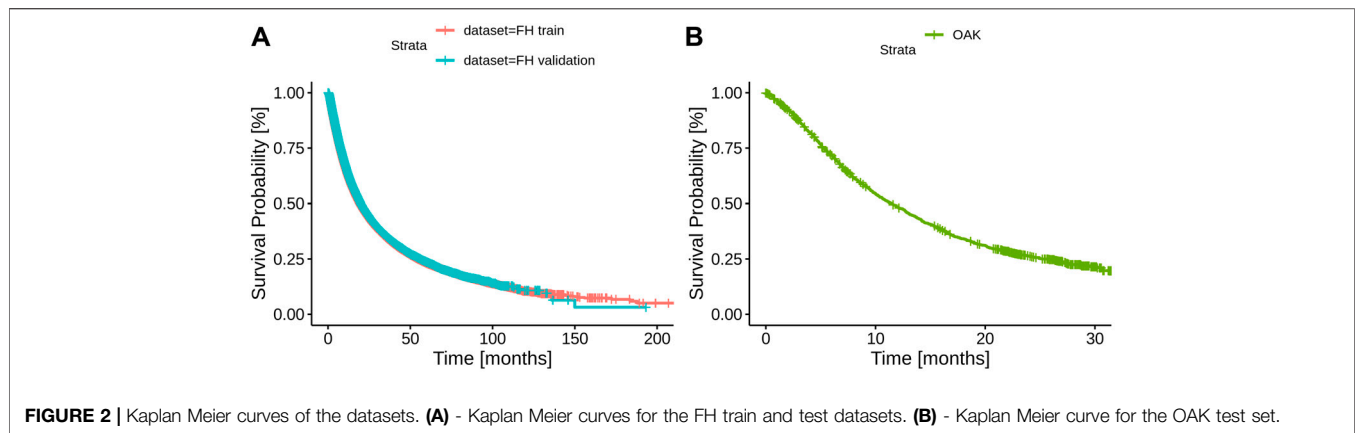 A
Strata
dataset=FH train
dataset=FH validation
Survival Probability [%]
1.00
0.75
0.50
0.25
0.00
0
50
100
150
200
Time [months]
B
Strata
OAK
Survival Probability [%]
1.00
0.75
0.50
0.25
0.00
0
10
20
30
Time [months]
FIGURE 2 | Kaplan Meier curves of the datasets. (A) - Kaplan Meier curves for the FH train and test datasets. (B) - Kaplan Meier curve for the OAK test set.